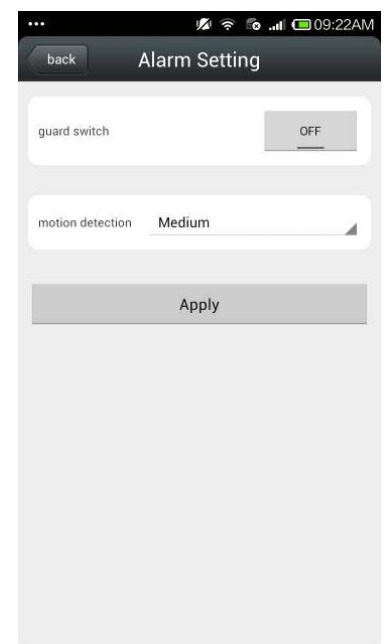 ... 09:22AM
back Alarm Setting
guard switch OFF
motion detection Medium
Apply